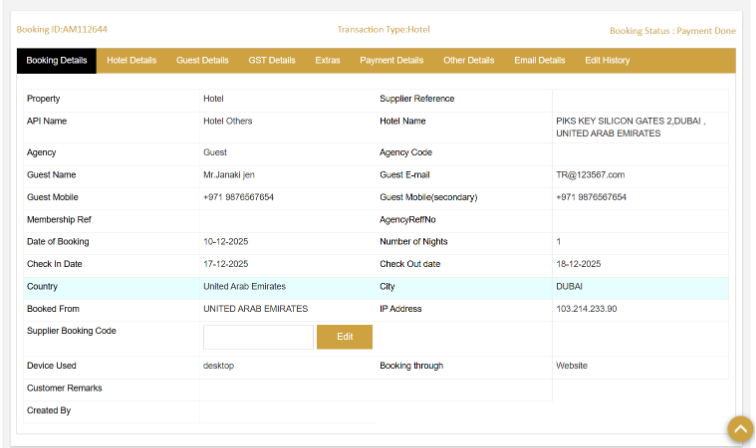 Booking ID:AM112644 Transaction Type:Hotel Booking Status : Payment Done
Booking Details Hotel Details Guest Details GST Details Extras Payment Details Other Details Email Details Edit History
Property Hotel Supplier Reference
API Name Hotel Others Hotel Name PIKS KEY SILICON GATES 2,DUBAI ,
UNITED ARAB EMIRATES
Agency Guest Agency Code
Guest Name Mr.Janaki jen Guest E-mail TR@123567.com
Guest Mobile +971 9876567654 Guest Mobile(secondary) +971 9876567654
Membership Ref AgencyReffNo
Date of Booking 10-12-2025 Number of Nights 1
Check In Date 17-12-2025 Check Out date 18-12-2025
Country United Arab Emirates City DUBAI
Booked From UNITED ARAB EMIRATES IP Address 103.214.233.90
Supplier Booking Code Edit
Device Used desktop Booking through Website
Customer Remarks
Created By